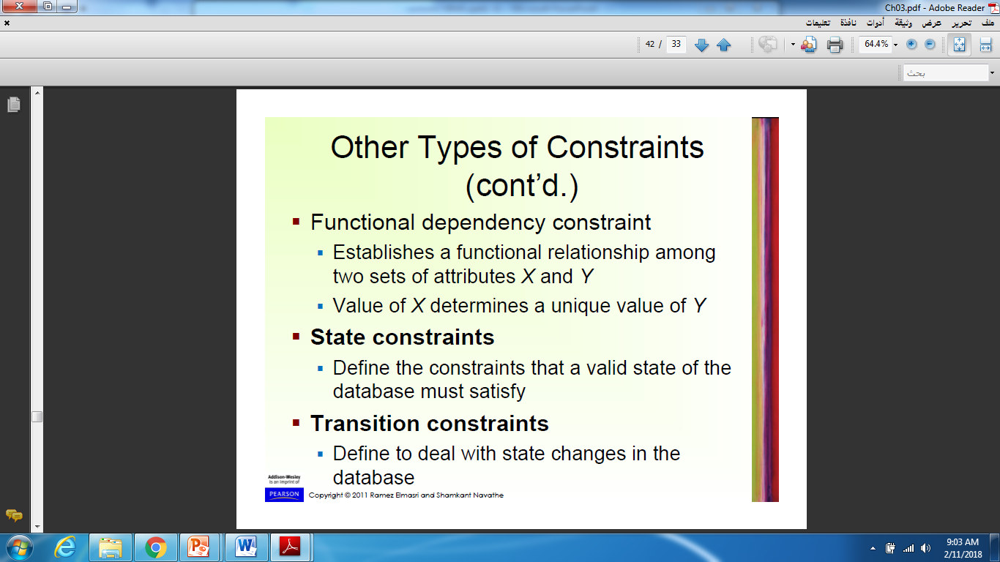 Ch03.pdf - Adobe Reader
ملف تحرير عرض وثيقة أدوات نافذة تعليمات
42 / 33
64.4%
بحث
Other Types of Constraints
(cont’d.)
▪ Functional dependency constraint
▪ Establishes a functional relationship among
two sets of attributes X and Y
▪ Value of X determines a unique value of Y
▪ State constraints
▪ Define the constraints that a valid state of the
database must satisfy
▪ Transition constraints
▪ Define to deal with state changes in the
database
Addison-Wesley
is an imprint of
PEARSON
Copyright © 2011 Ramez Elmasri and Shamkant Navathe
9:03 AM
2/11/2018